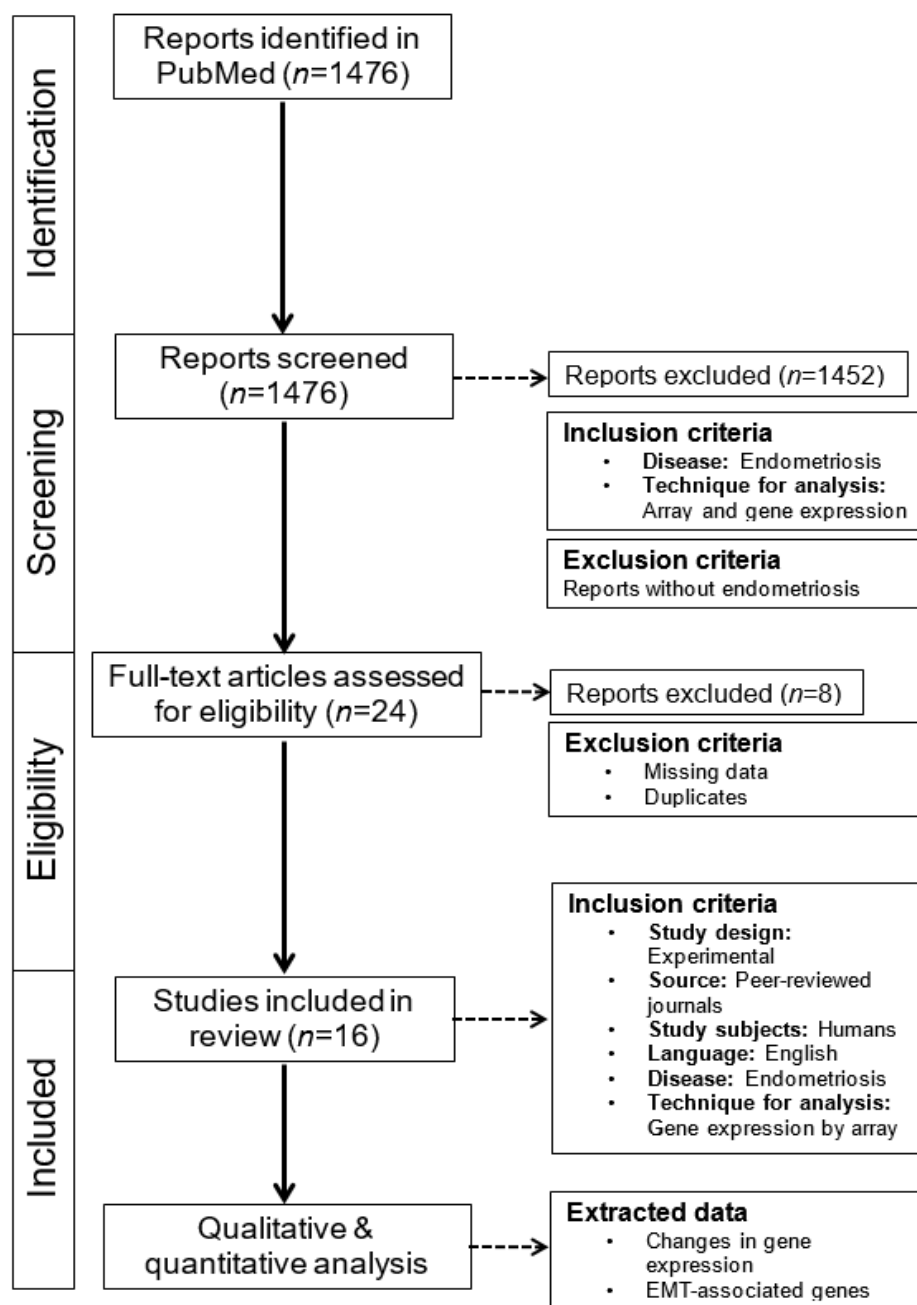 Identification
Reports identified in
PubMed (n=1476)
Screening
Reports screened
(n=1476)
Reports excluded (n=1452)
Inclusion criteria
• Disease: Endometriosis
• Technique for analysis:
Array and gene expression
Exclusion criteria
Reports without endometriosis
Eligibility
Full-text articles assessed
for eligibility (n=24)
Reports excluded (n=8)
Exclusion criteria
• Missing data
• Duplicates
Included
Studies included in
review (n=16)
Inclusion criteria
• Study design:
Experimental
• Source: Peer-reviewed
journals
• Study subjects: Humans
• Language: English
• Disease: Endometriosis
• Technique for analysis:
Gene expression by array
Qualitative &
quantitative analysis
Extracted data
• Changes in gene
expression
• EMT-associated genes